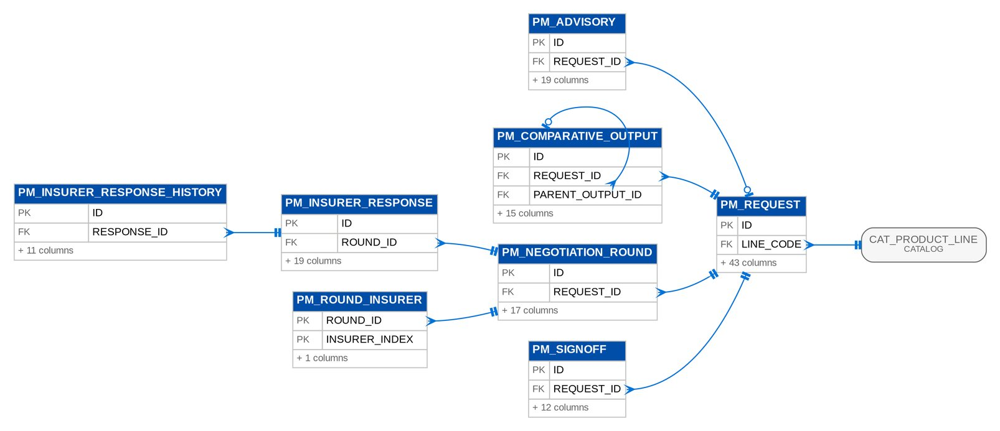 PM_ADVISORY
PK ID
FK REQUEST_ID
+ 19 columns
PM_COMPARATIVE_OUTPUT
PK ID
FK REQUEST_ID
FK PARENT_OUTPUT_ID
+ 15 columns
PM_INSURER_RESPONSE_HISTORY
PK ID
FK RESPONSE_ID
+ 11 columns
PM_INSURER_RESPONSE
PK ID
FK ROUND_ID
+ 19 columns
PM_REQUEST
PK ID
FK LINE_CODE
+ 43 columns
CAT_PRODUCT_LINE
CATALOG
PM_NEGOTIATION_ROUND
PK ID
FK REQUEST_ID
+ 17 columns
PM_ROUND_INSURER
PK ROUND_ID
PK INSURER_INDEX
+ 1 columns
PM_SIGNOFF
PK ID
FK REQUEST_ID
+ 12 columns